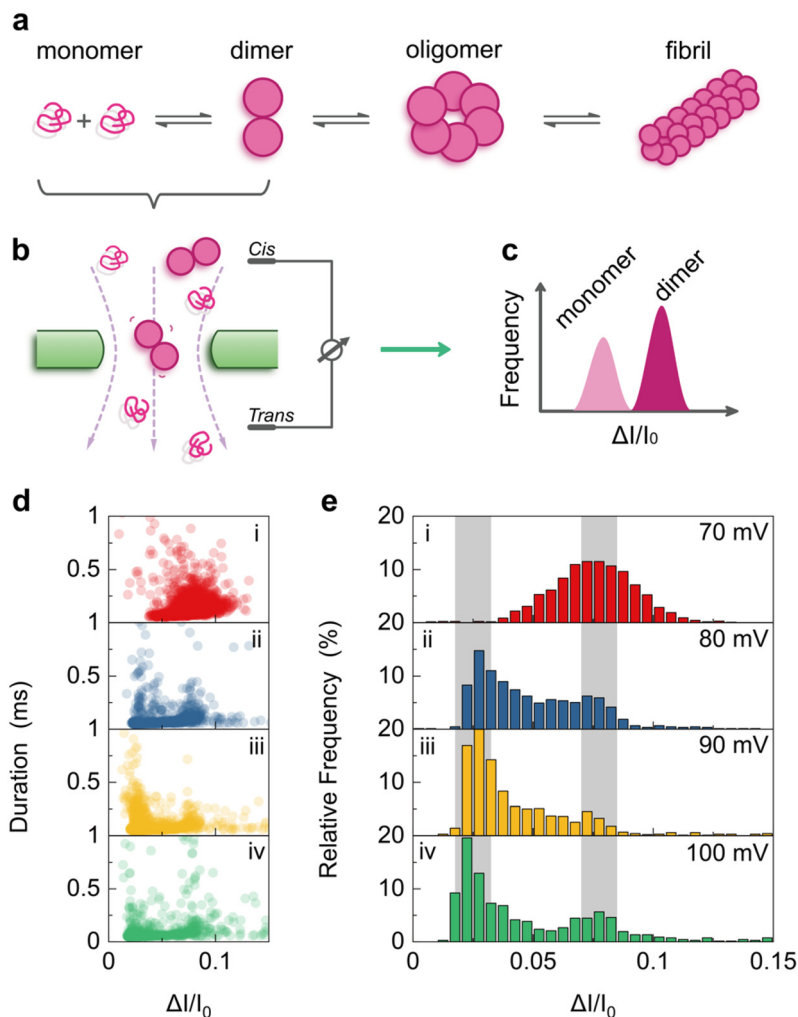 a
monomer dimer oligomer fibril
+
b
Cis
Trans
c
Frequency
monomer
dimer
ΔI/I0
d
1
i
0.5
1
ii
0.5
1
iii
0.5
1
iv
0.5
0
0 0.1
Duration (ms)
ΔI/I0
e
20
i 70 mV
10
20
ii 80 mV
10
20
iii 90 mV
10
20
iv 100 mV
10
0
0 0.05 0.1 0.15
Relative Frequency (%)
ΔI/I0